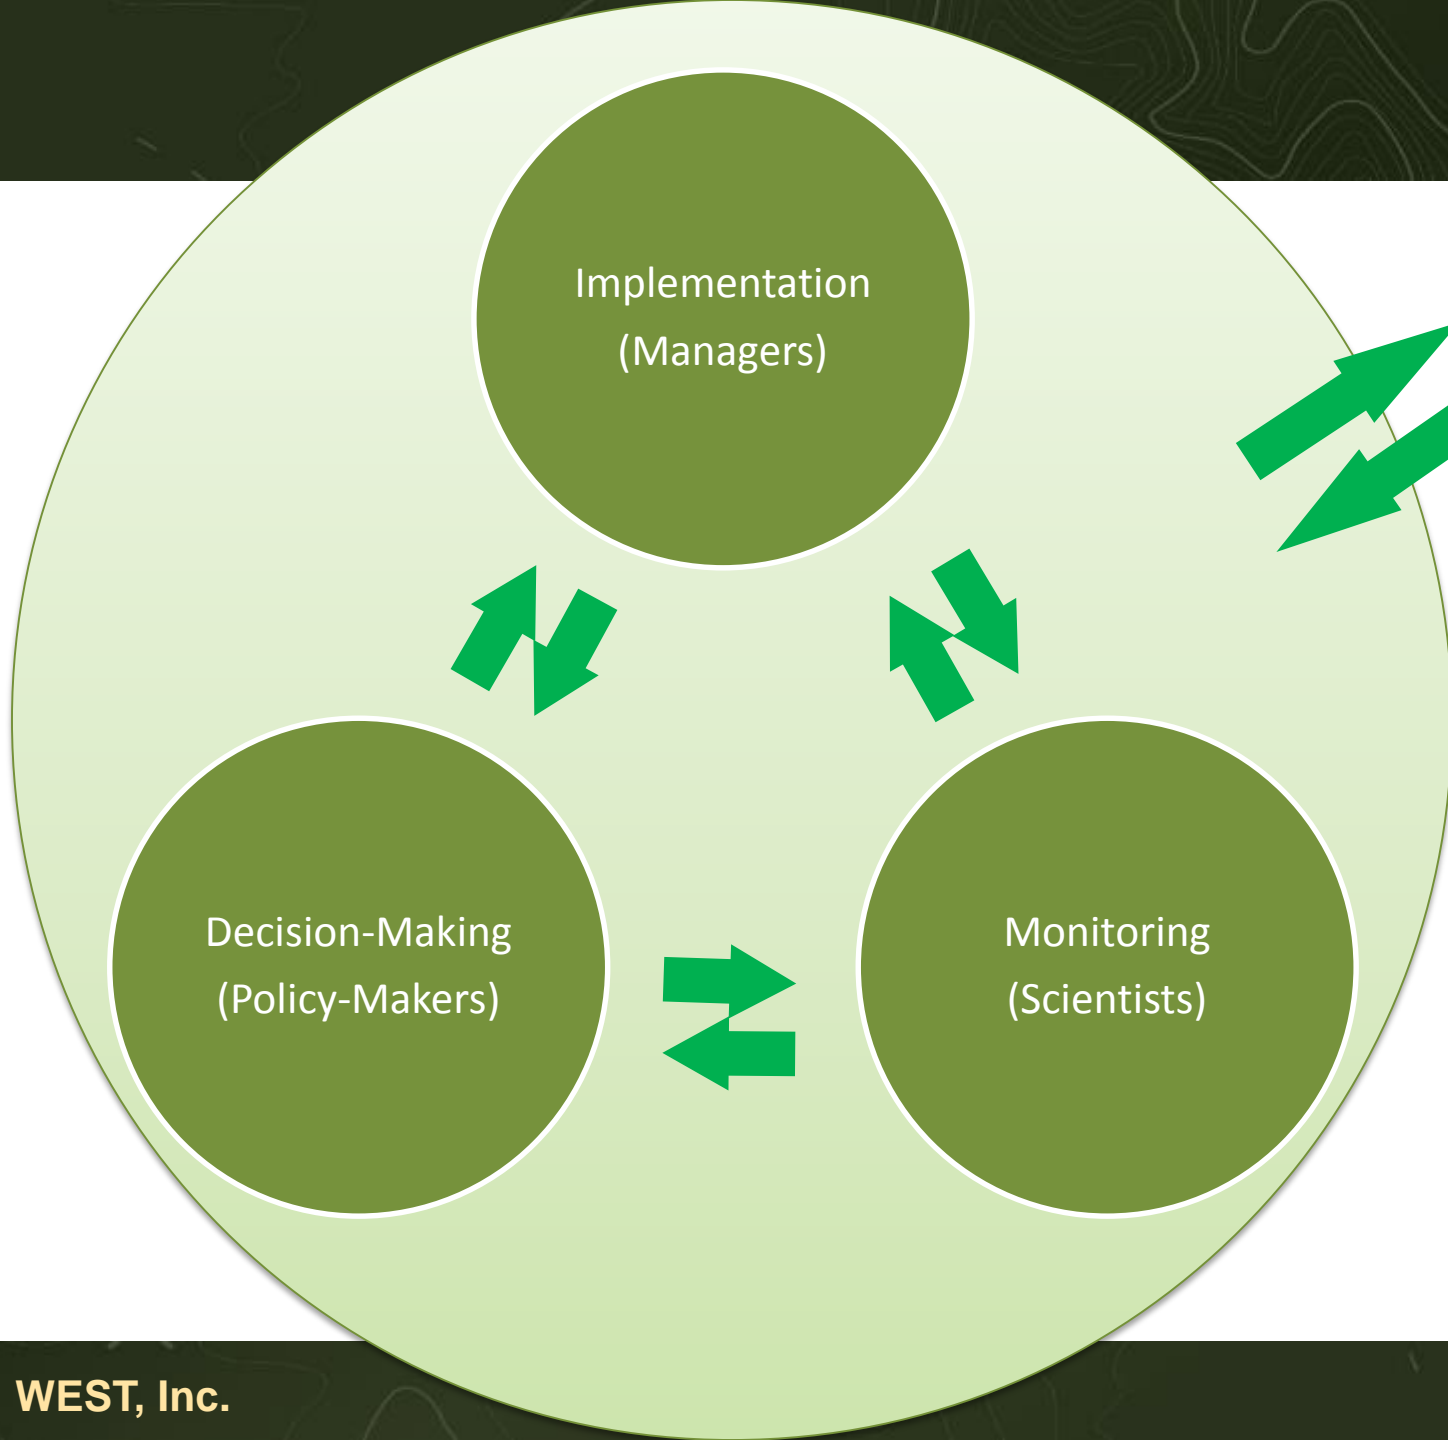 Implementation
(Managers)
Decision-Making
(Policy-Makers)
Monitoring
(Scientists)
WEST, Inc.